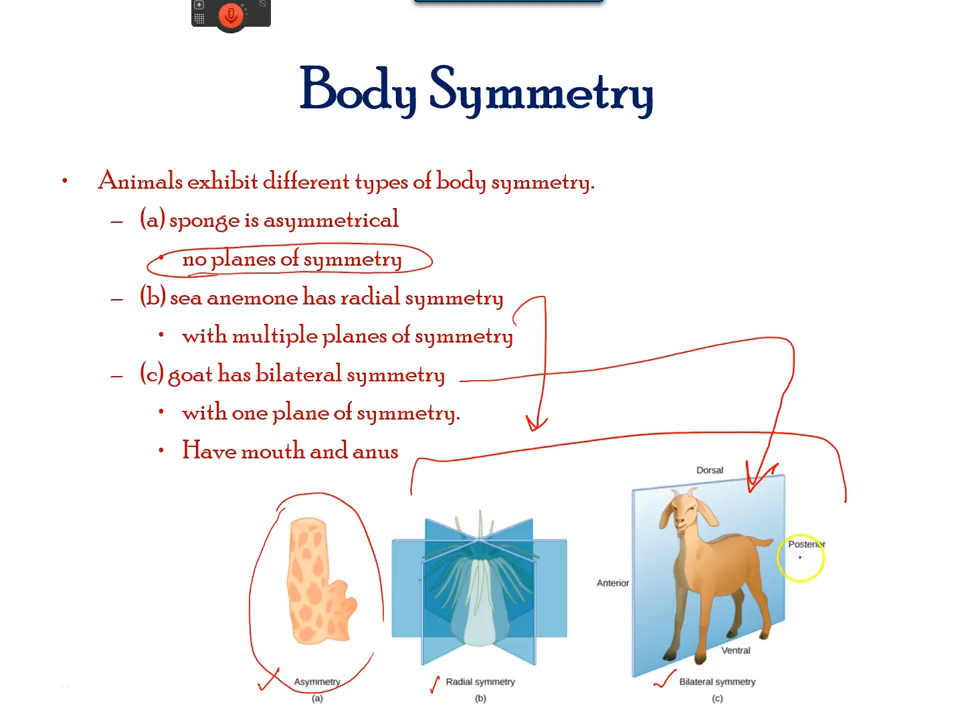 Body Symmetry
• Animals exhibit different types of body symmetry.
– (a) sponge is asymmetrical
• no planes of symmetry
– (b) sea anemone has radial symmetry
• with multiple planes of symmetry
– (c) goat has bilateral symmetry
• with one plane of symmetry.
• Have mouth and anus
Dorsal
Posterior
Anterior
Ventral
Asymmetry
(a)
Radial symmetry
(b)
Bilateral symmetry
(c)